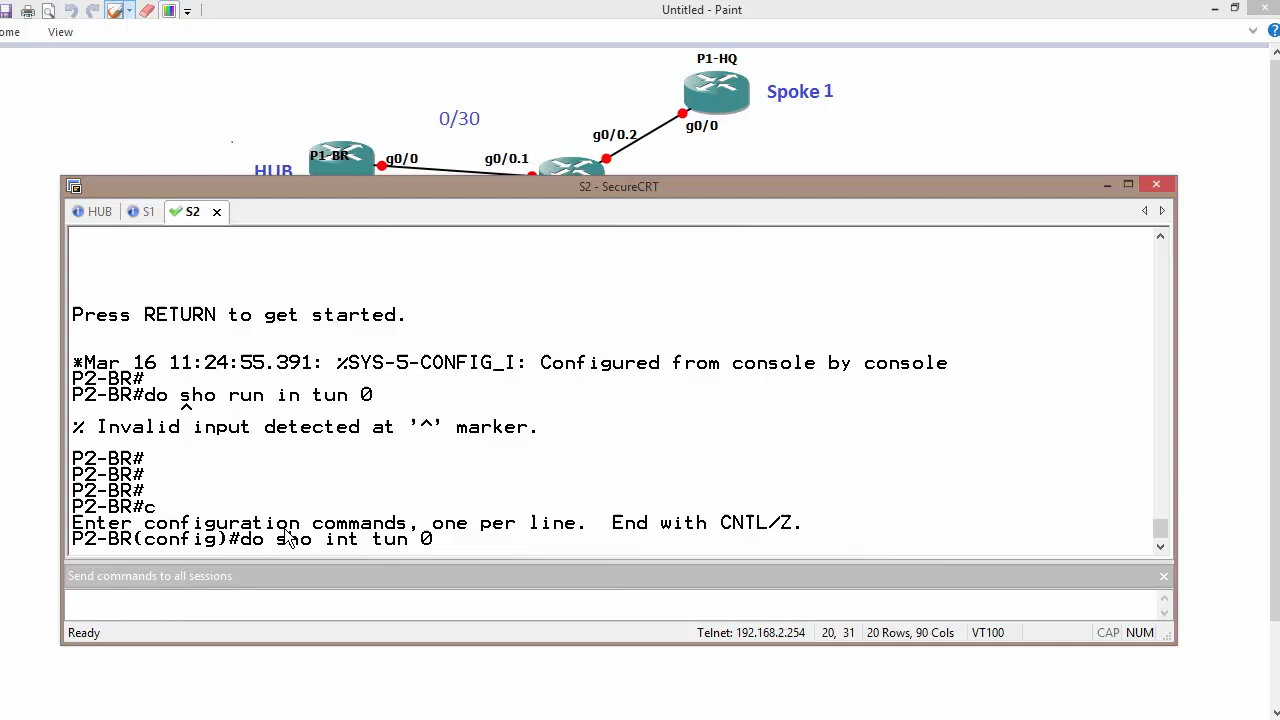 Untitled - Paint
ome View
P1-HQ
Spoke 1
0/30
g0/0
g0/0.2
P1-BR
g0/0
g0/0.1
HUB
S2 - SecureCRT
HUB S1 S2
Press RETURN to get started.
*Mar 16 11:24:55.391: %SYS-5-CONFIG_I: Configured from console by console
P2-BR#
P2-BR#do sho run in tun 0
^
% Invalid input detected at '^' marker.
P2-BR#
P2-BR#
P2-BR#
P2-BR#c
Enter configuration commands, one per line.  End with CNTL/Z.
P2-BR(config)#do sho int tun 0
Send commands to all sessions
Ready Telnet: 192.168.2.254 20, 31 20 Rows, 90 Cols VT100 CAP NUM